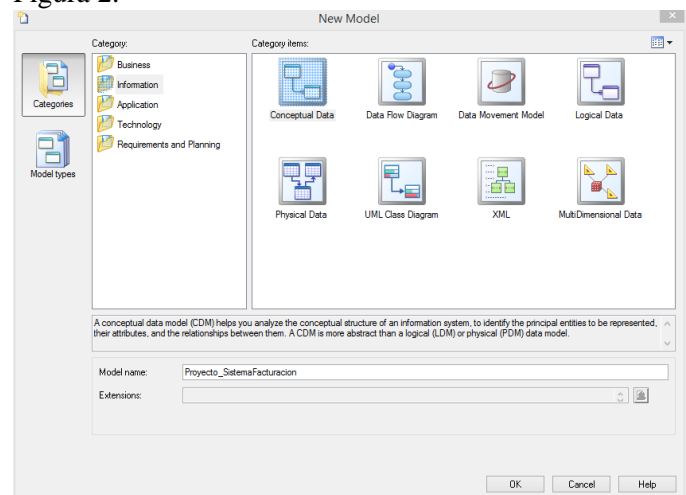 Figura 2.
New Model
Category:
Category items:
Categories
Model types
Business
Information
Application
Technology
Requirements and Planning
Conceptual Data
Data Flow Diagram
Data Movement Model
Logical Data
Physical Data
UML Class Diagram
XML
MultiDimensional Data
A conceptual data model (CDM) helps you analyze the conceptual structure of an information system, to identify the principal entities to be represented,
their attributes, and the relationships between them. A CDM is more abstract than a logical (LDM) or physical (PDM) data model.
Model name: Proyecto_SistemaFacturacion
Extensions:
OK Cancel Help